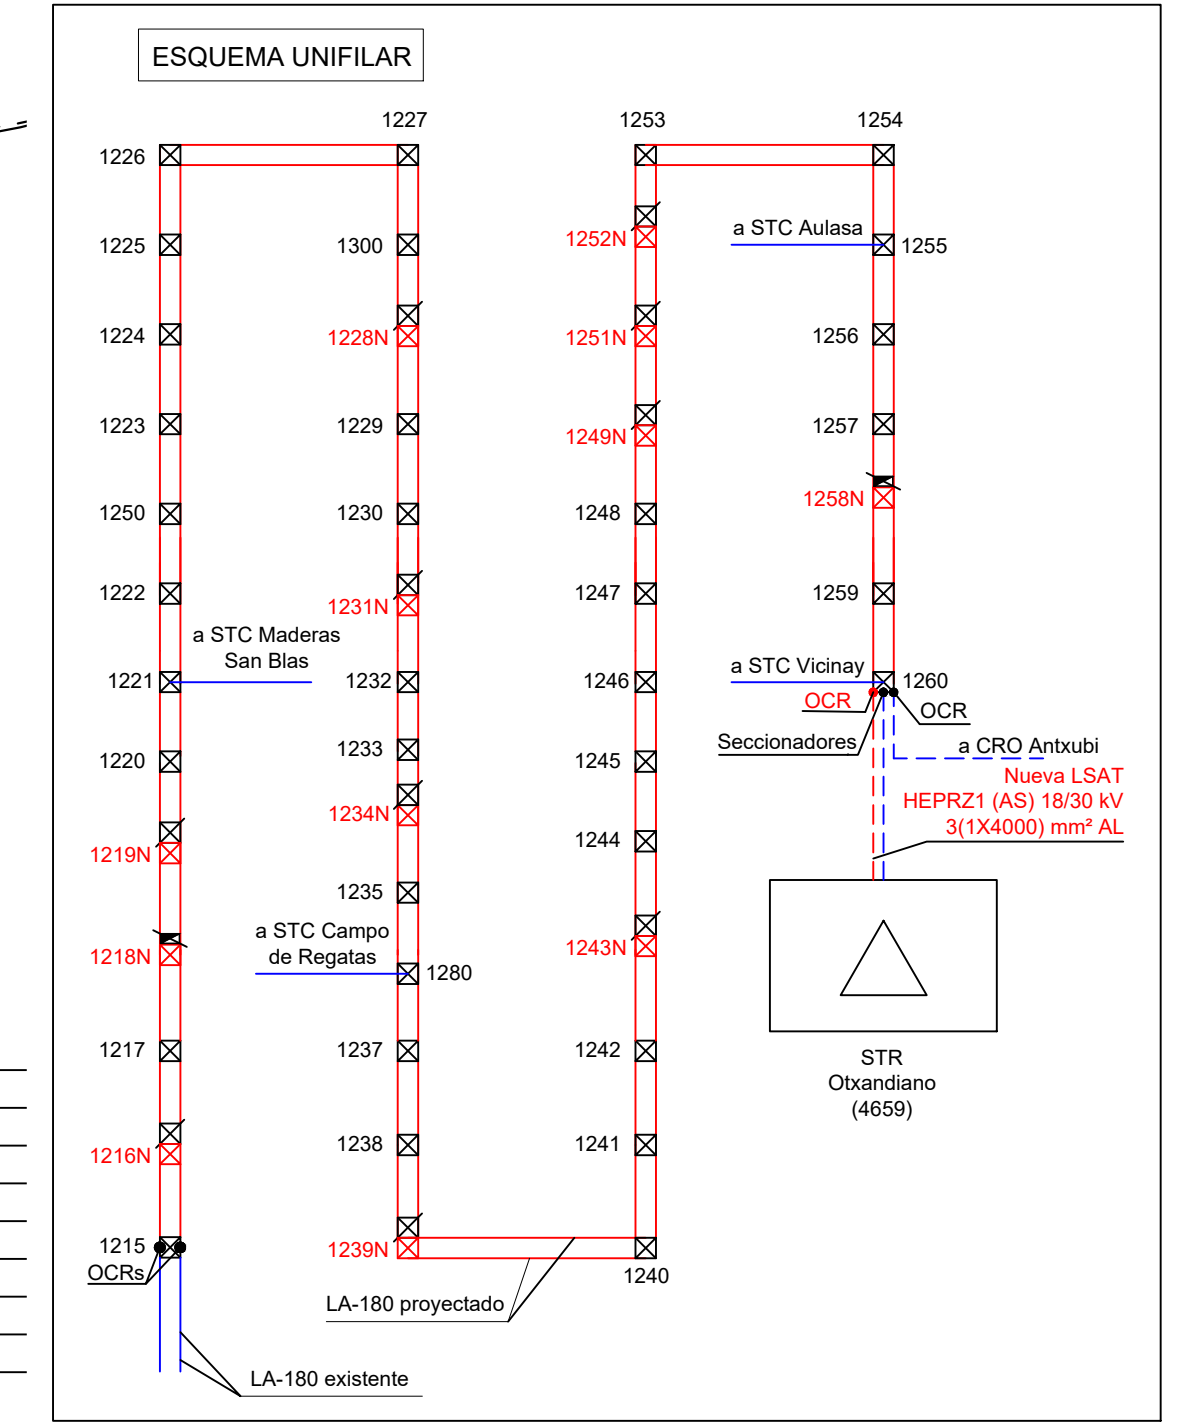 ESQUEMA UNIFILAR
1226
1225
1224
1223
1250
1222
a STC Maderas
San Blas
1221
1220
1219N
1218N
1217
1216N
1215
OCRs
LA-180 existente
1227
1300
1228N
1229
1230
1231N
1232
1233
1234N
1235
a STC Campo
de Regatas
1280
1237
1238
1239N
LA-180 proyectado
1253
1252N
1251N
1249N
1248
1247
1246
1245
1244
1243N
1242
1241
1240
1254
a STC Aulasa
1255
1256
1257
1258N
1259
a STC Vicinay
1260
OCR
OCR
Seccionadores
a CRO Antxubi
Nueva LSAT
HEPRZ1 (AS) 18/30 kV
3(1X4000) mm² AL
STR
Otxandiano
(4659)